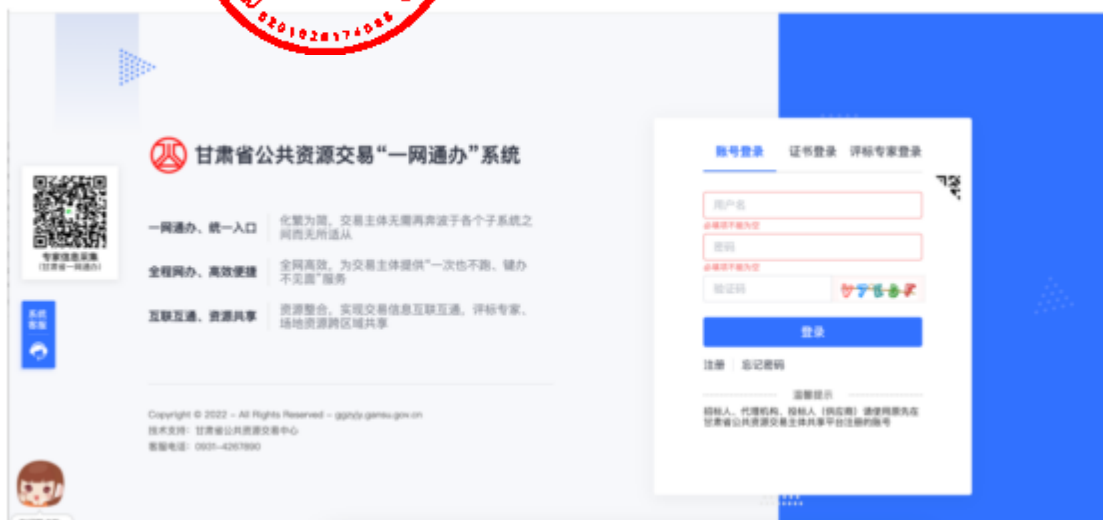 6201026174086
甘肃省公共资源交易“一网通办”系统
专家信息采集
(甘肃省一网通办)
系统
客服
一网通办、统一入口
化繁为简，交易主体无需再奔波于各个子系统之
间而无所适从
全程网办、高效便捷
全网高效，为交易主体提供“一次也不跑、键办
不见面”服务
互联互通、资源共享
资源整合，实现交易信息互联互通，评标专家、
场地资源跨区域共享
Copyright © 2022 – All Rights Reserved – ggzyjy.gansu.gov.cn
技术支持：甘肃省公共资源交易中心
客服电话：0931–4267890
账号登录 证书登录 评标专家登录
用户名
必填项不能为空
密码
必填项不能为空
验证码
登录
注册 忘记密码
温馨提示
招标人、代理机构、投标人（供应商）请使用原先在
甘肃省公共资源交易主体共享平台注册的账号